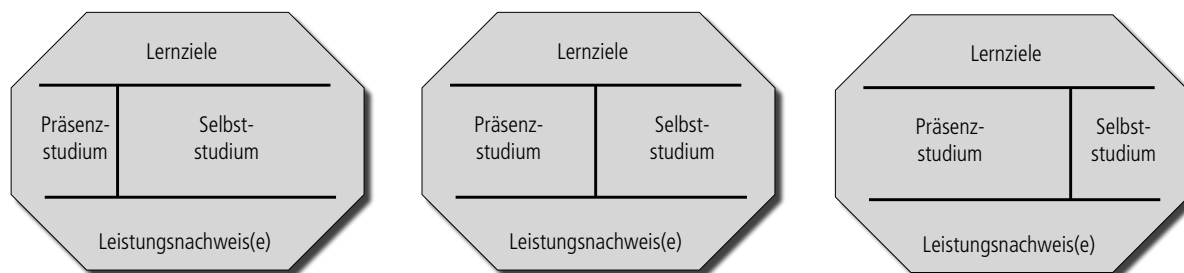 Lernziele
Präsenz-
studium
Selbst-
studium
Leistungsnachweis(e)
Lernziele
Präsenz-
studium
Selbst-
studium
Leistungsnachweis(e)
Lernziele
Präsenz-
studium
Selbst-
studium
Leistungsnachweis(e)